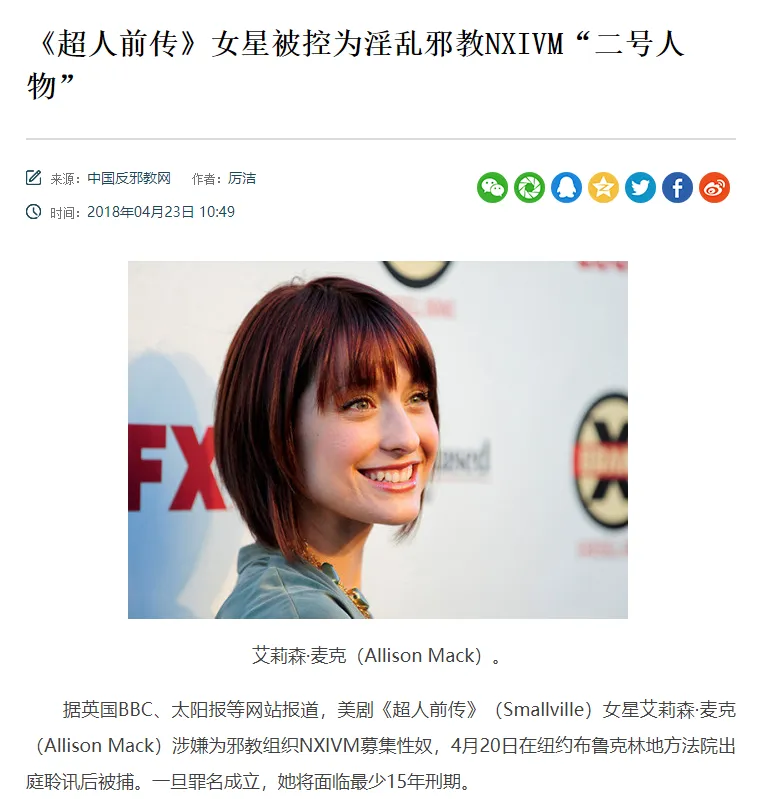 《超人前传》女星被控为淫乱邪教NXIVM“二号人
物”
来源：中国反邪教网 作者：厉洁
时间：2018年04月23日 10:49
FX
ased
艾莉森·麦克（Allison Mack）。
据英国BBC、太阳报等网站报道，美剧《超人前传》（Smallville）女星艾莉森·麦克
（Allison Mack）涉嫌为邪教组织NXIVM募集性奴，4月20日在纽约布鲁克林地方法院出
庭聆讯后被捕。一旦罪名成立，她将面临最少15年刑期。